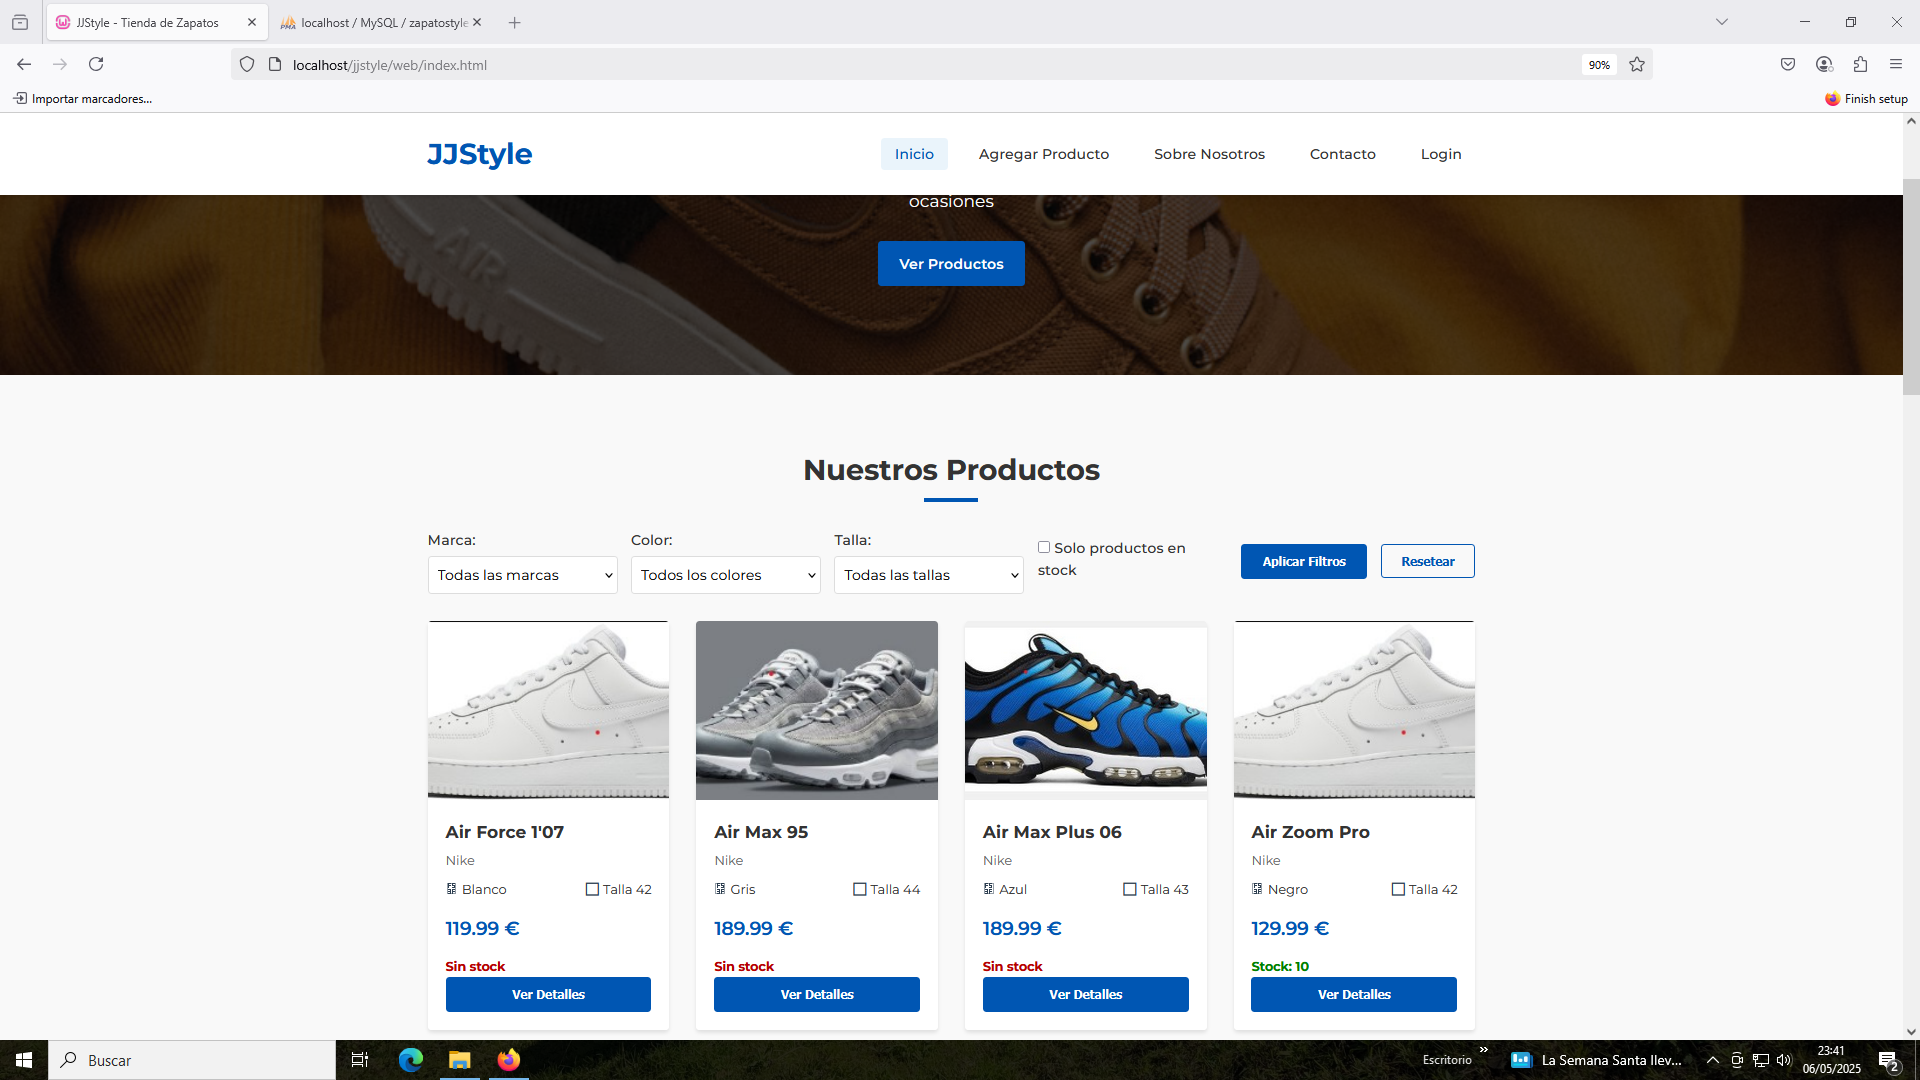 JJStyle - Tienda de Zapatos
localhost / MySQL / zapatostyle
localhost/jjstyle/web/index.html
90%
Importar marcadores...
Finish setup
JJStyle
Inicio
Agregar Producto
Sobre Nosotros
Contacto
Login
ocasiones
AIR
Ver Productos
Nuestros Productos
Marca:
Color:
Talla:
Solo productos en
stock
Todas las marcas
Todos los colores
Todas las tallas
Aplicar Filtros
Resetear
Air Force 1'07
Nike
Blanco
Talla 42
119.99 €
Sin stock
Ver Detalles
Air Max 95
Nike
Gris
Talla 44
189.99 €
Sin stock
Ver Detalles
Air Max Plus 06
Nike
Azul
Talla 43
189.99 €
Sin stock
Ver Detalles
Air Zoom Pro
Nike
Negro
Talla 42
129.99 €
Stock: 10
Ver Detalles
Buscar
Escritorio
La Semana Santa llev...
23:41
06/05/2025
2